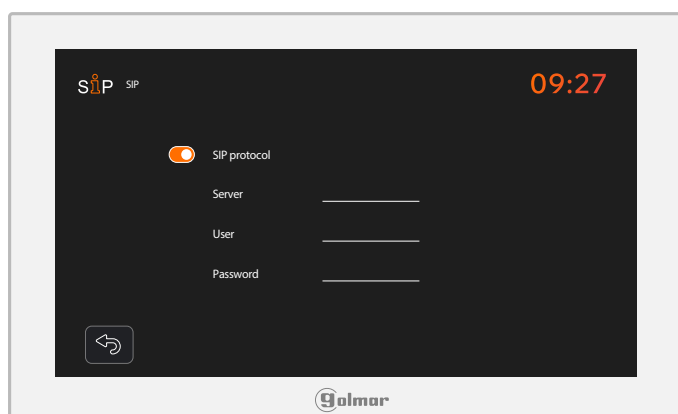 SIP SIP 09:27
SIP protocol
Server
User
Password
golmar